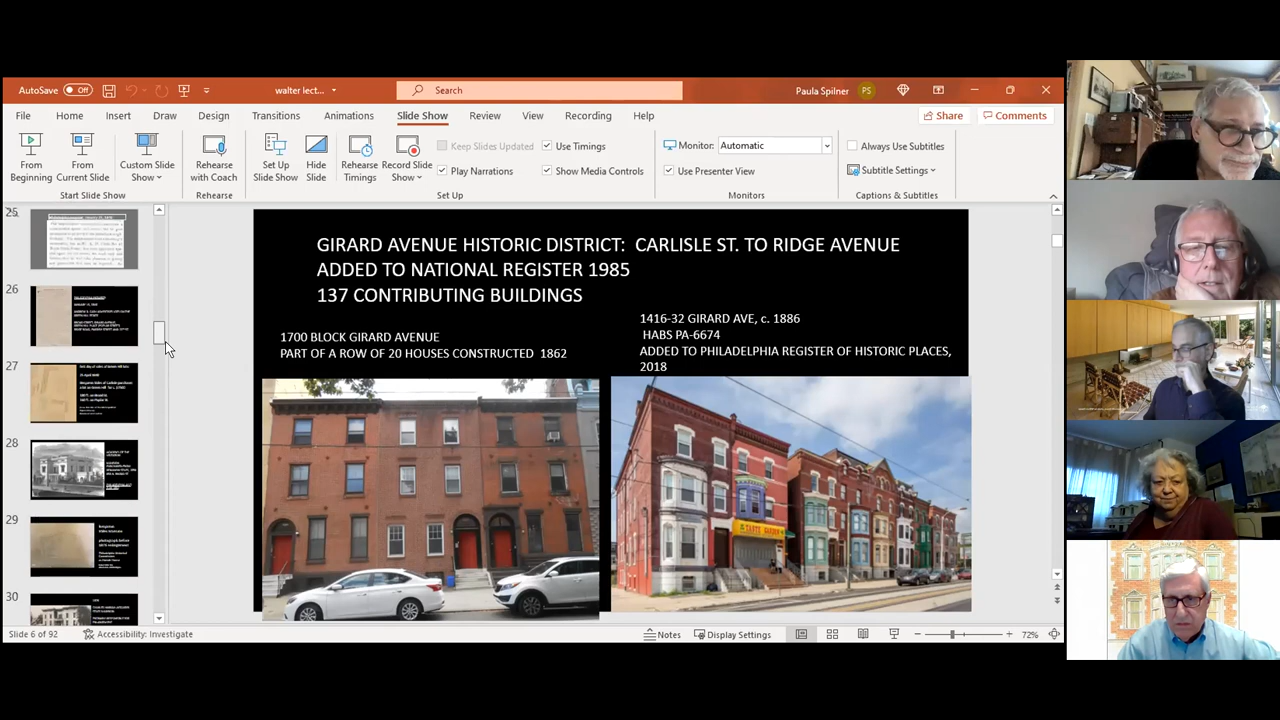 AutoSave Off
walter lect...
Search
Paula Spilner PS
File Home Insert Draw Design Transitions Animations Slide Show Review View Recording Help
Share Comments
From Beginning
From Current Slide
Custom Slide Show
Start Slide Show
Rehearse with Coach
Rehearse
Set Up Slide Show
Hide Slide
Rehearse Timings
Record Slide Show
Keep Slides Updated
Play Narrations
Use Timings
Show Media Controls
Set Up
Monitor: Automatic
Use Presenter View
Monitors
Always Use Subtitles
Subtitle Settings
Captions & Subtitles
25
26
27
28
29
30
GIRARD AVENUE HISTORIC DISTRICT: CARLISLE ST. TO RIDGE AVENUE
ADDED TO NATIONAL REGISTER 1985
137 CONTRIBUTING BUILDINGS
1700 BLOCK GIRARD AVENUE
PART OF A ROW OF 20 HOUSES CONSTRUCTED 1862
1416-32 GIRARD AVE, c. 1886
HABS PA-6674
ADDED TO PHILADELPHIA REGISTER OF HISTORIC PLACES,
2018
Slide 6 of 92
Accessibility: Investigate
Notes
Display Settings
72%